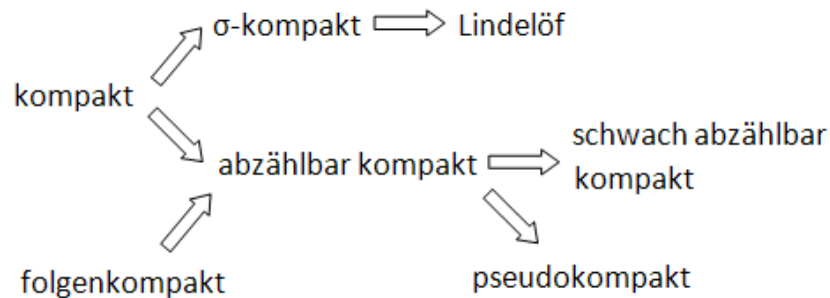 σ-kompakt Lindelöf
kompakt
schwach abzählbar
abzählbar kompakt kompakt
folgenkompakt pseudokompakt